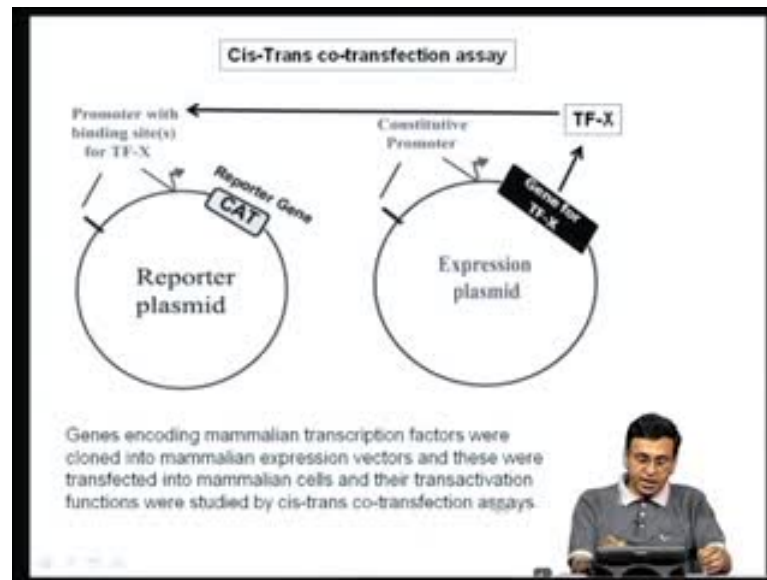 Cis-Trans co-transfection assay
Promoter with
binding site(s)
for TF-X
Constitutive
Promoter
TF-X
Reporter Gene
CAT
Gene for
TF-X
Reporter
plasmid
Expression
plasmid
Genes encoding mammalian transcription factors were
cloned into mammalian expression vectors and these were
transfected into mammalian cells and their transactivation
functions were studied by cis-trans co-transfection assays.